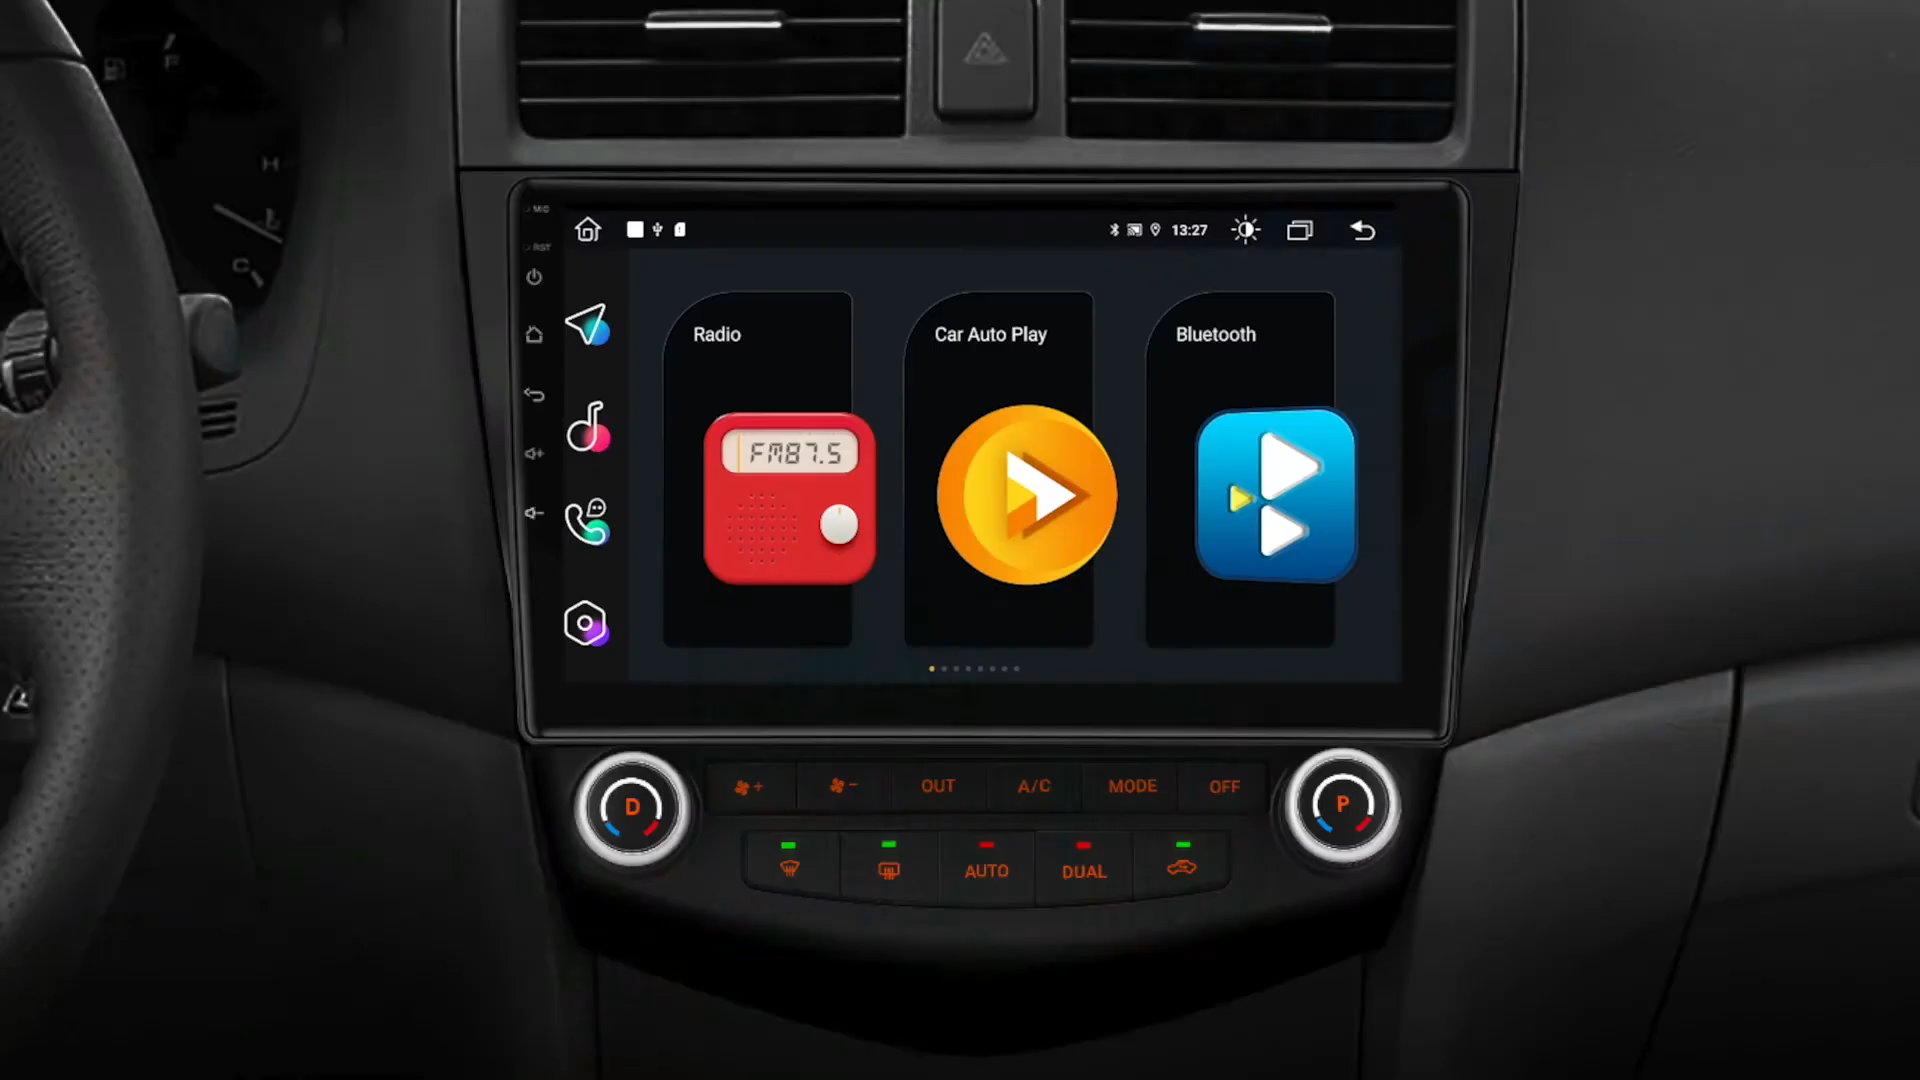 F
H
C
MIC
RST
13:27
Radio
Car Auto Play
Bluetooth
FM87.5
D
+
-
OUT
A/C
MODE
OFF
P
AUTO
DUAL